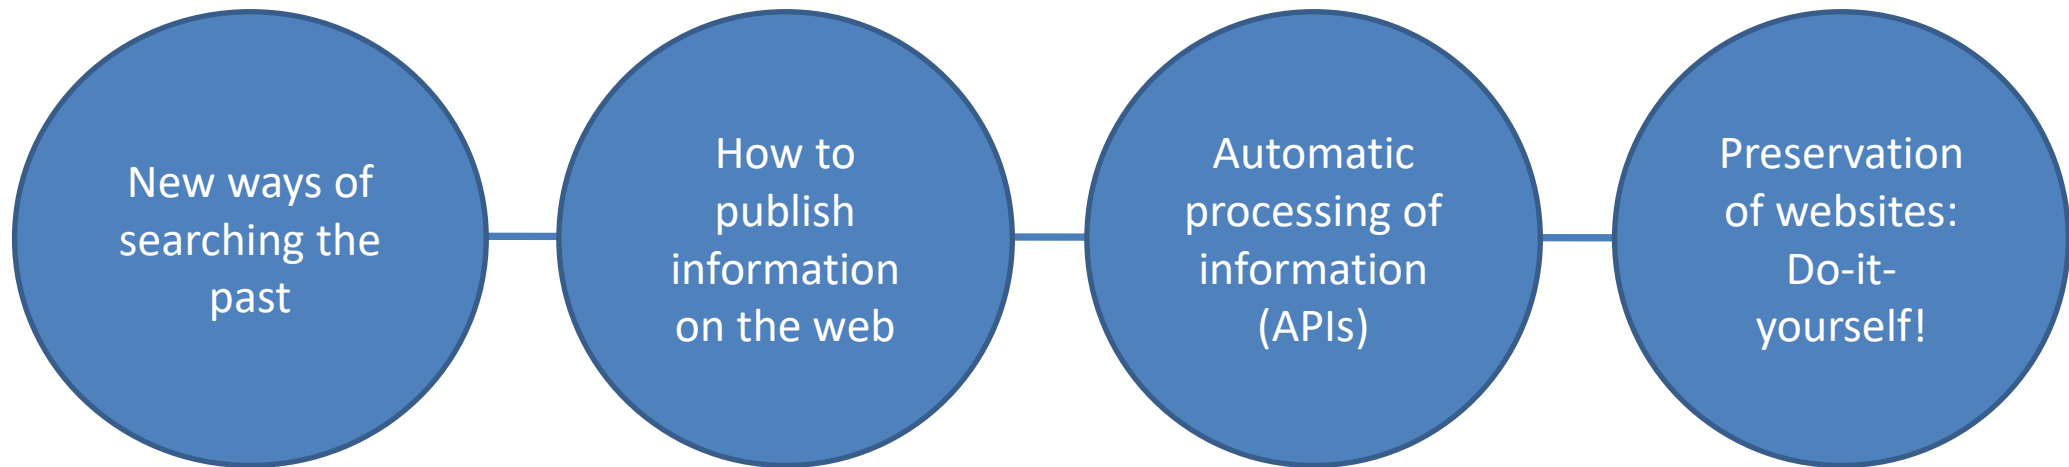 New ways of
searching the
past
How to
publish
information
on the web
Automatic
processing of
information
(APIs)
Preservation
of websites:
Do-it-
yourself!